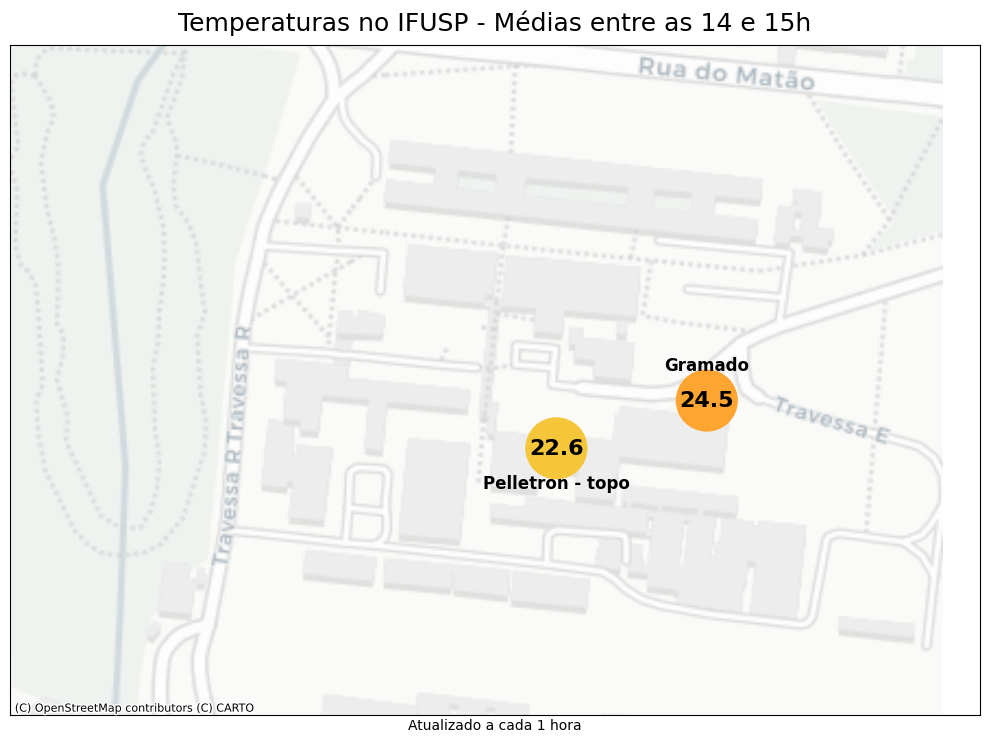 Temperaturas no IFUSP - Médias entre as 14 e 15h
Rua do Matão
Travessa R Travessa R
Gramado
24.5
Travessa E
22.6
Pelletron - topo
(C) OpenStreetMap contributors (C) CARTO
Atualizado a cada 1 hora